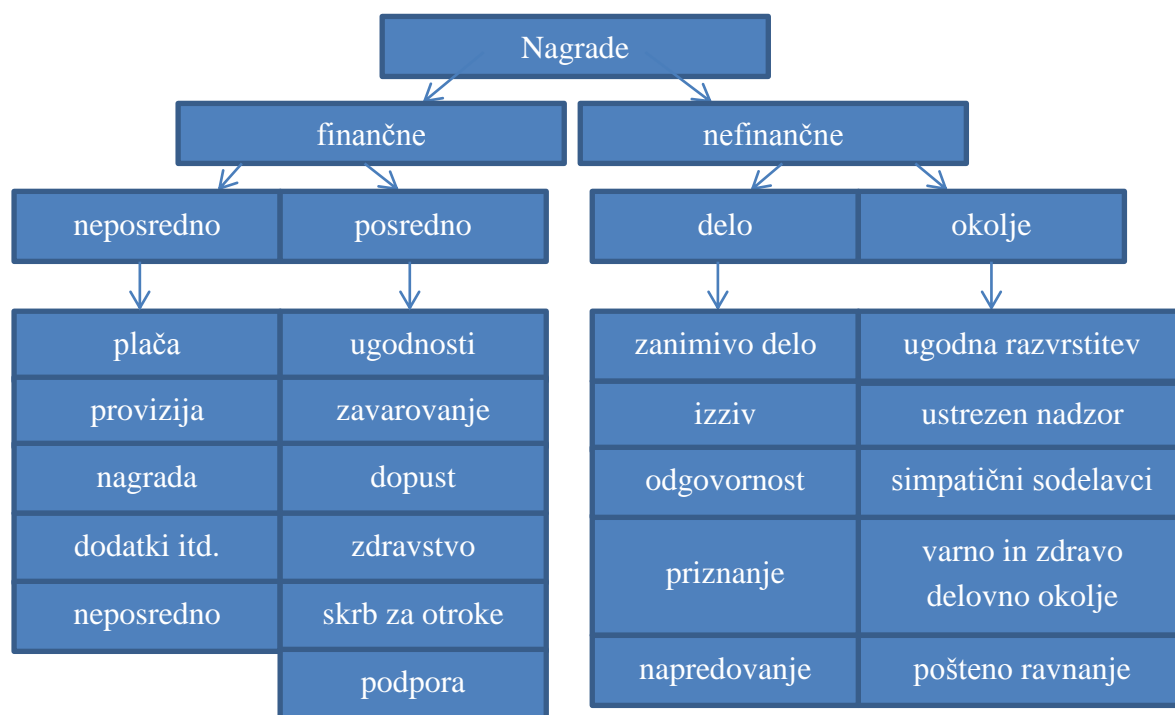 Nagrade
finančne
nefinančne
neposredno
posredno
delo
okolje
plača
ugodnosti
zanimivo delo
ugodna razvrstitev
provizija
zavarovanje
izziv
ustrezen nadzor
nagrada
dopust
odgovornost
simpatični sodelavci
dodatki itd.
zdravstvo
priznanje
varno in zdravo
delovno okolje
neposredno
skrb za otroke
napredovanje
pošteno ravnanje
podpora